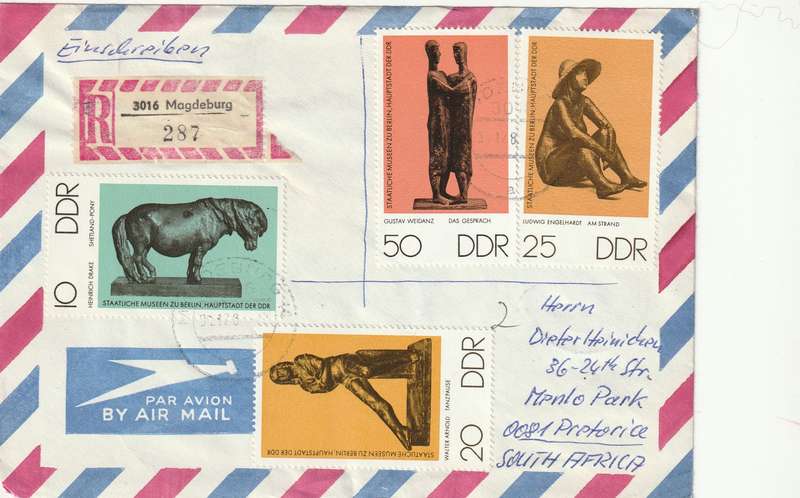 Einschreiben
R
3016 Magdeburg
287
STAATLICHE MUSEEN ZU BERLIN, HAUPTSTADT DER DDR
GUSTAV WEIDANZ DAS GESPRÄCH
50 DDR
STAATLICHE MUSEEN ZU BERLIN, HAUPTSTADT DER DDR
LUDWIG ENGELHARDT AM STRAND
25 DDR
10 DDR
HEINRICH DRAKE SHETLAND-PONY
STAATLICHE MUSEEN ZU BERLIN, HAUPTSTADT DER DDR
PAR AVION
BY AIR MAIL
STAATLICHE MUSEEN ZU BERLIN, HAUPTSTADT DER DDR
WALTER ARNOLD TANZPAUSE
20 DDR
2
Herrn
Dieter Heinichen
36-24th Str.
Menlo Park
0081 Pretoria
SOUTH AFRICA